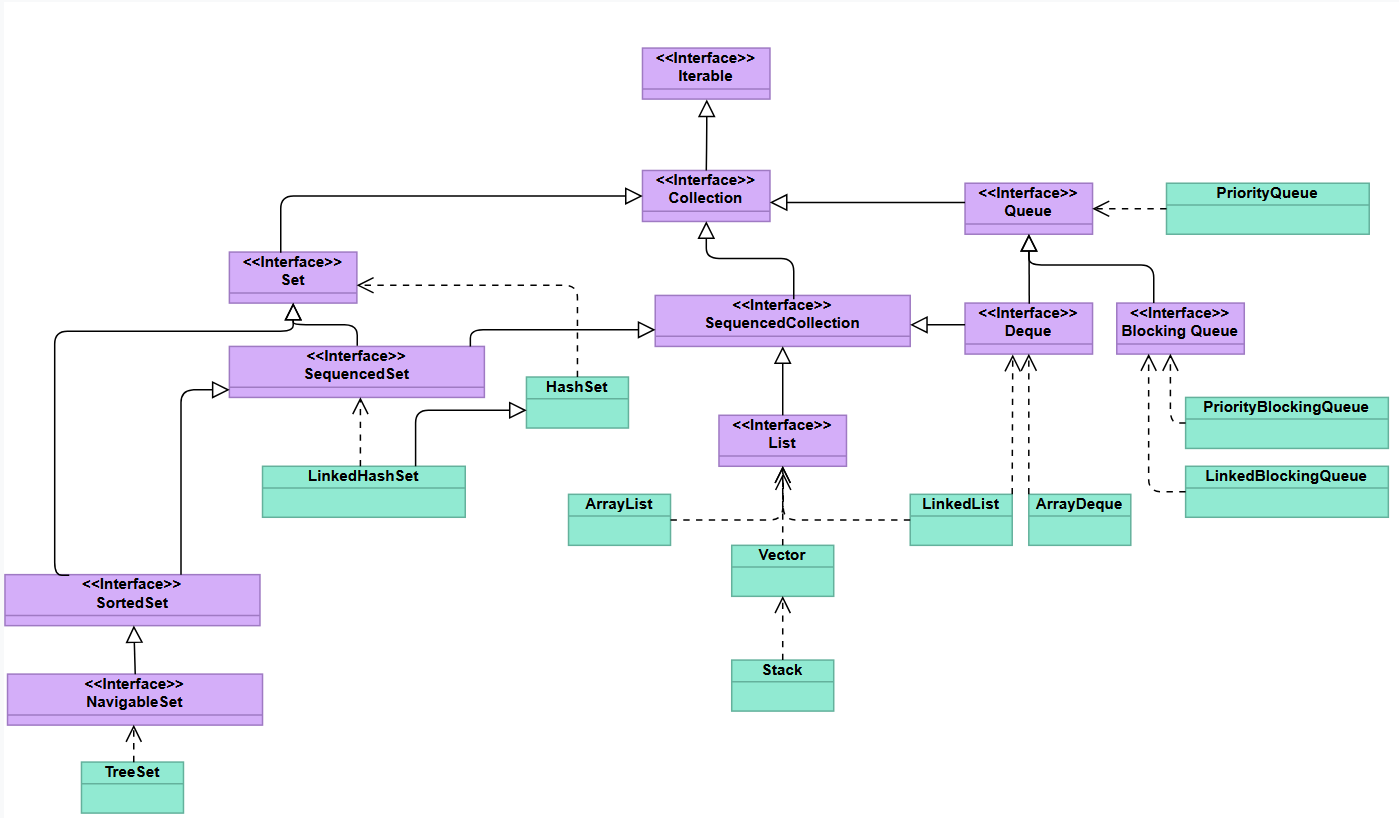 <<Interface>>
Iterable
<<Interface>>
Collection
<<Interface>>
Queue
PriorityQueue
<<Interface>>
Set
<<Interface>>
SequencedCollection
<<Interface>>
Deque
<<Interface>>
Blocking Queue
<<Interface>>
SequencedSet
HashSet
PriorityBlockingQueue
<<Interface>>
List
LinkedHashSet
LinkedBlockingQueue
ArrayList
LinkedList
ArrayDeque
Vector
<<Interface>>
SortedSet
Stack
<<Interface>>
NavigableSet
TreeSet